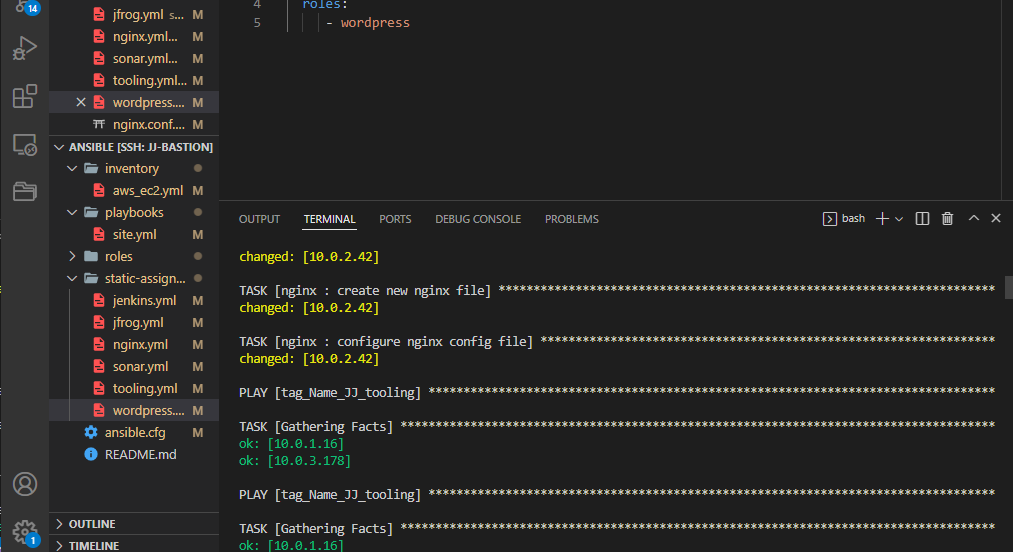 14
jfrog.yml s... M
nginx.yml... M
sonar.yml... M
tooling.yml... M
wordpress.... M
nginx.conf.... M
ANSIBLE [SSH: JJ-BASTION]
inventory
aws_ec2.yml M
playbooks
site.yml M
roles
static-assign...
jenkins.yml M
jfrog.yml M
nginx.yml M
sonar.yml M
tooling.yml M
wordpress.... M
ansible.cfg M
README.md
OUTLINE
TIMELINE
1
4 roles:
5 - wordpress
OUTPUT TERMINAL PORTS DEBUG CONSOLE PROBLEMS bash
changed: [10.0.2.42]
TASK [nginx : create new nginx file] ***********************************************************************
changed: [10.0.2.42]
TASK [nginx : configure nginx config file] *****************************************************************
changed: [10.0.2.42]
PLAY [tag_Name_JJ_tooling] *********************************************************************************
TASK [Gathering Facts] *************************************************************************************
ok: [10.0.1.16]
ok: [10.0.3.178]
PLAY [tag_Name_JJ_tooling] *********************************************************************************
TASK [Gathering Facts] *************************************************************************************
ok: [10.0.1.16]